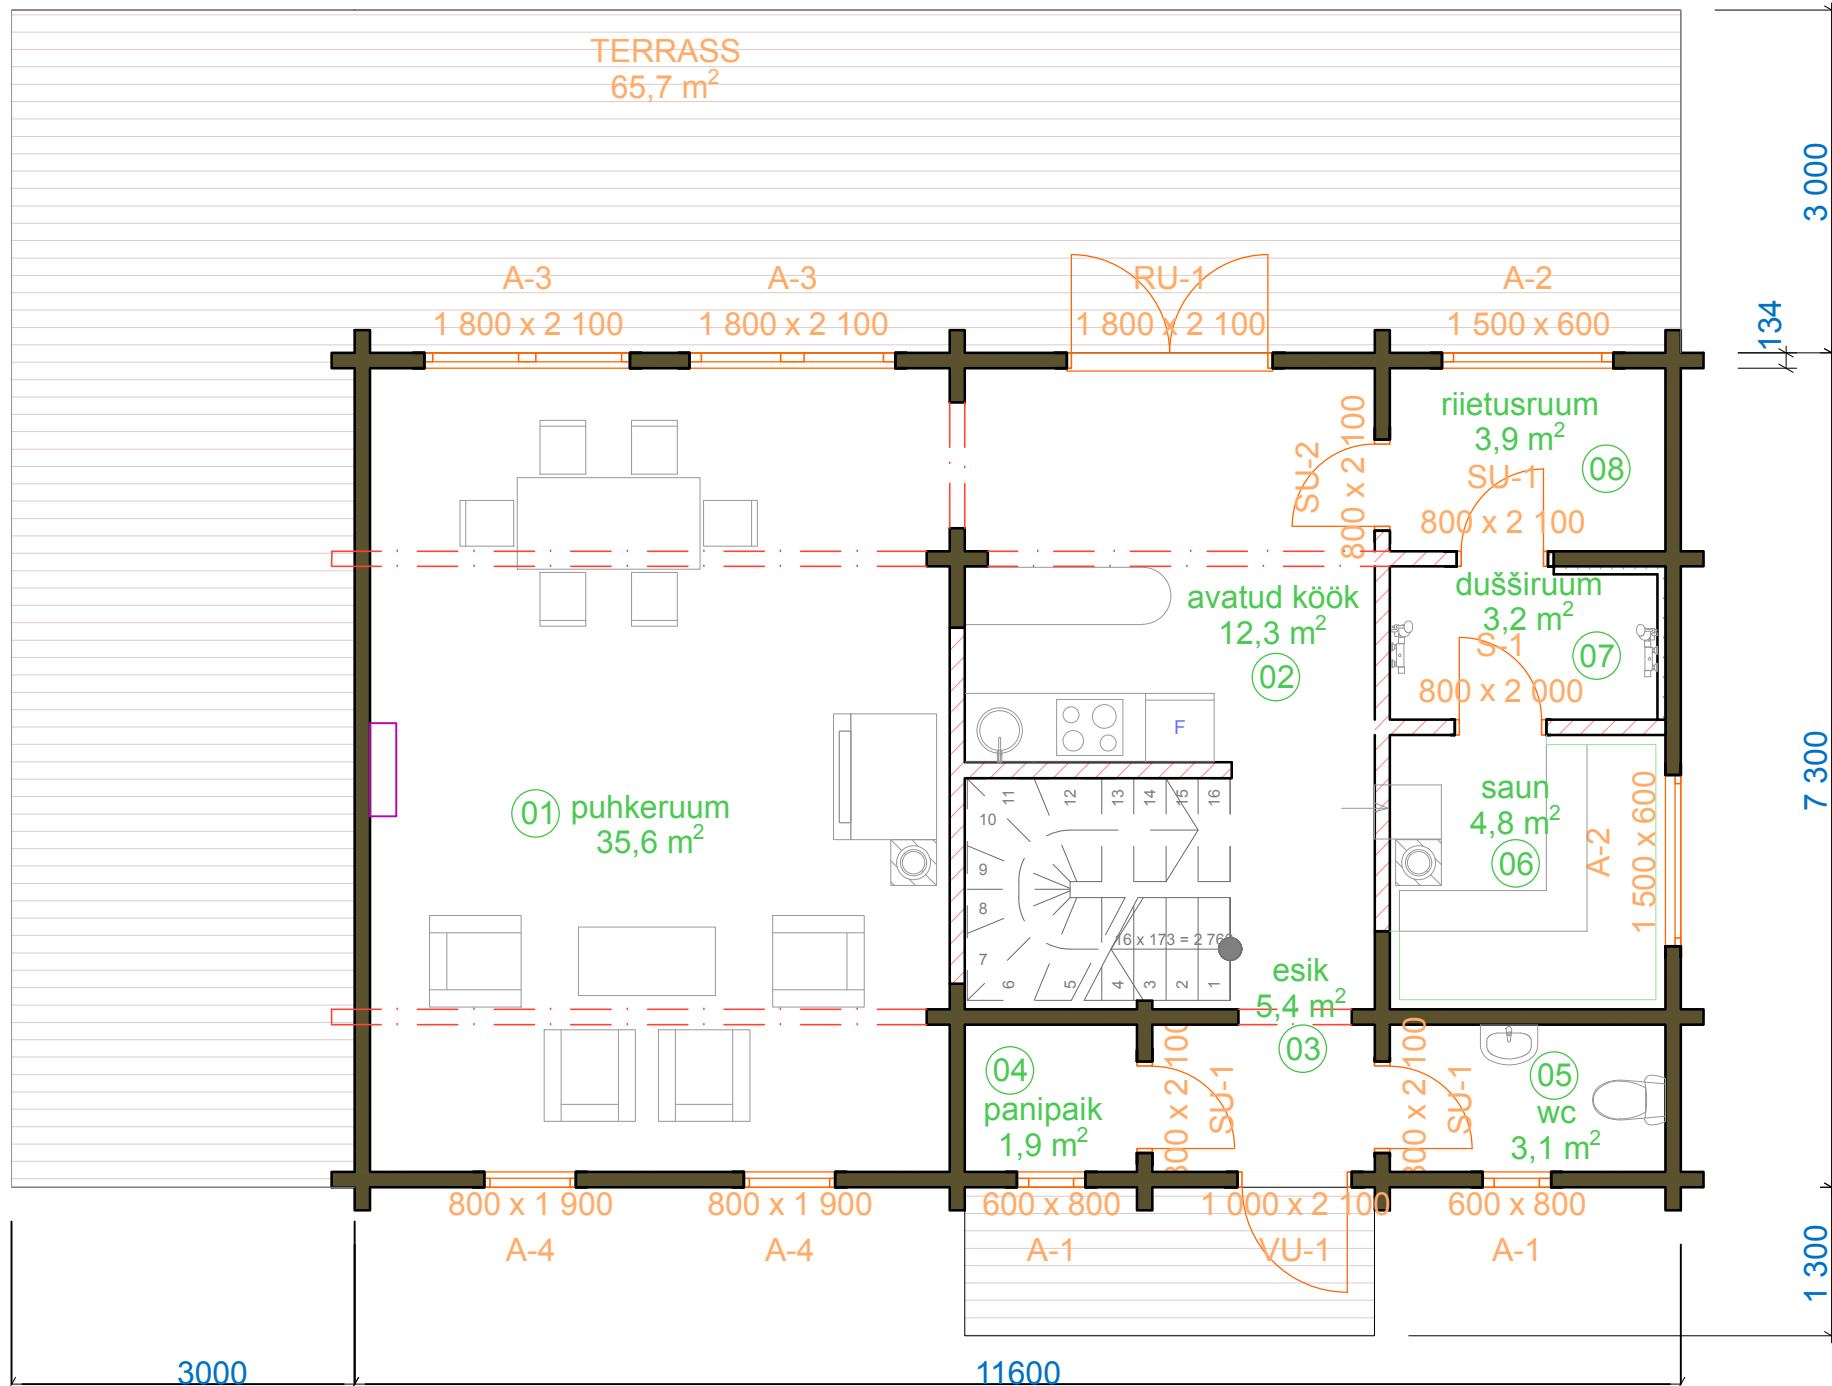 TERRASS
65,7 m²
3 000
A-3
A-3
RU-1
A-2
1 800 x 2 100
1 800 x 2 100
1 800 x 2 100
1 500 x 600
134
riietusruum
3,9 m²
08
SU-2
800 x 2 100
SU-1
800 x 2 100
avatud köök
12,3 m²
02
dušširuum
3,2 m²
07
S-1
800 x 2 000
F
7 300
01 puhkeruum
35,6 m²
saun
4,8 m²
06
A-2
1 500 x 600
11
12
13
14
15
16
10
9
8
7
6
5
4
3
2
1
16 x 173 = 2 768
esik
5,4 m²
03
04
panipaik
1,9 m²
800 x 2 100
SU-1
800 x 2 100
SU-1
05
wc
3,1 m²
800 x 1 900
800 x 1 900
600 x 800
1 000 x 2 100
600 x 800
A-4
A-4
A-1
VU-1
A-1
1 300
3000
11600